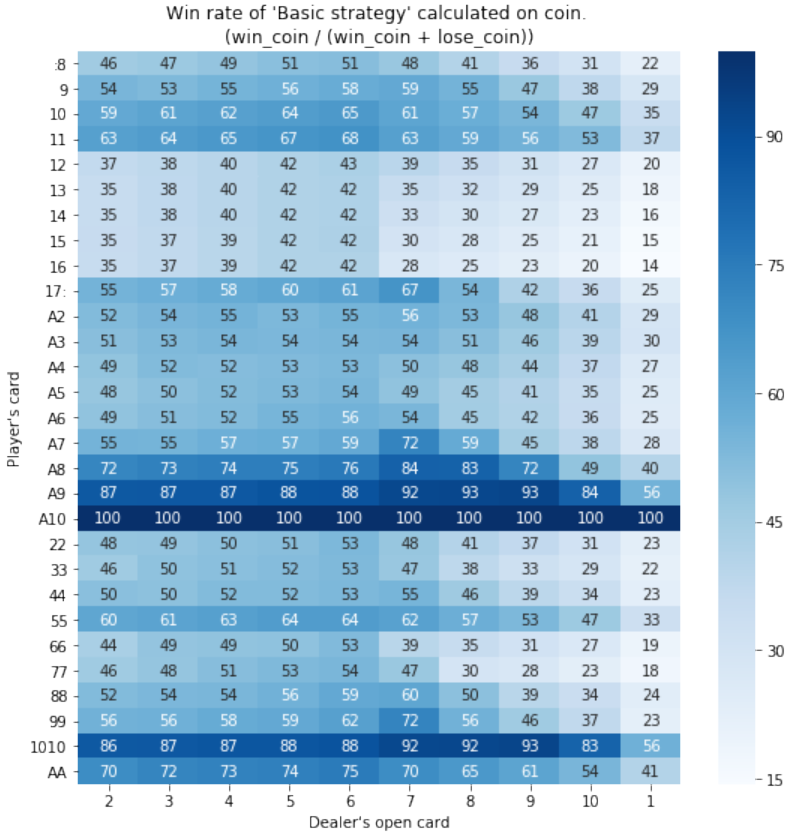 Win rate of 'Basic strategy' calculated on coin.
(win_coin / (win_coin + lose_coin))
:8 46 47 49 51 51 48 41 36 31 22
9 54 53 55 56 58 59 55 47 38 29
10 59 61 62 64 65 61 57 54 47 35
11 63 64 65 67 68 63 59 56 53 37
12 37 38 40 42 43 39 35 31 27 20
13 35 38 40 42 42 35 32 29 25 18
14 35 38 40 42 42 33 30 27 23 16
15 35 37 39 42 42 30 28 25 21 15
16 35 37 39 42 42 28 25 23 20 14
17: 55 57 58 60 61 67 54 42 36 25
A2 52 54 55 53 55 56 53 48 41 29
A3 51 53 54 54 54 54 51 46 39 30
A4 49 52 52 53 53 50 48 44 37 27
A5 48 50 52 53 54 49 45 41 35 25
A6 49 51 52 55 56 54 45 42 36 25
A7 55 55 57 57 59 72 59 45 38 28
A8 72 73 74 75 76 84 83 72 49 40
A9 87 87 87 88 88 92 93 93 84 56
A10 100 100 100 100 100 100 100 100 100 100
22 48 49 50 51 53 48 41 37 31 23
33 46 50 51 52 53 47 38 33 29 22
44 50 50 52 52 53 55 46 39 34 23
55 60 61 63 64 64 62 57 53 47 33
66 44 49 49 50 53 39 35 31 27 19
77 46 48 51 53 54 47 30 28 23 18
88 52 54 54 56 59 60 50 39 34 24
99 56 56 58 59 62 72 56 46 37 23
1010 86 87 87 88 88 92 92 93 83 56
AA 70 72 73 74 75 70 65 61 54 41
2 3 4 5 6 7 8 9 10 1
Dealer's open card
Player's card
90
75
60
45
30
15